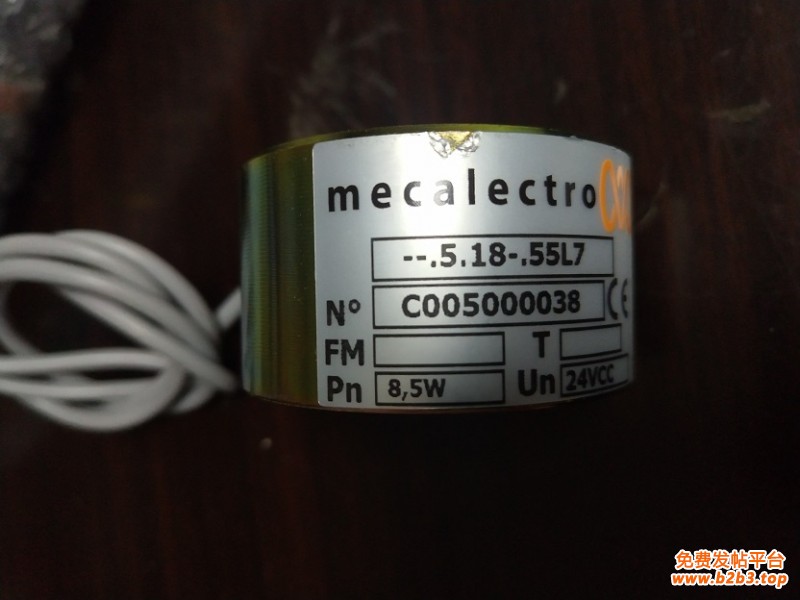 mecalectro
--.5.18-.55L7
N° C005000038 CE
FM T
Pn 8,5W Un 24VCC
免费发帖平台
www.b2b3.top